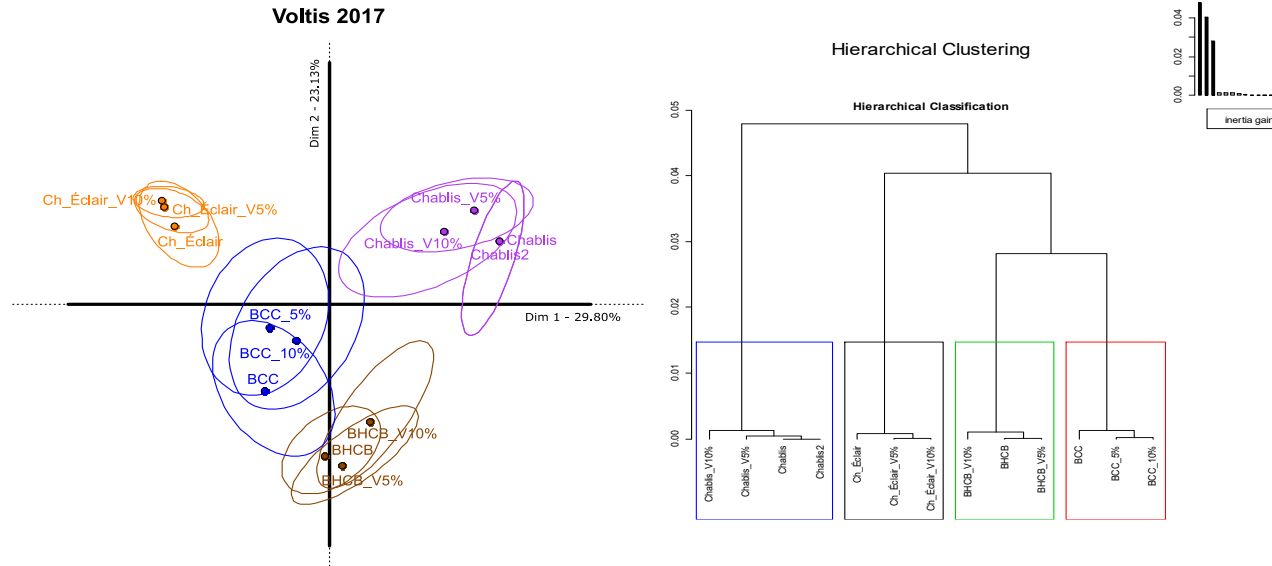 Voltis 2017
Dim 2 - 23.13%
Dim 1 - 29.80%
Ch_Éclair_V10%
Ch_Éclair_V5%
Ch_Éclair
Chablis_V5%
Chablis_V10%
Chablis
Chablis2
BCC_5%
BCC_10%
BCC
BHCB_V10%
BHCB
BHCB_V5%
Hierarchical Clustering
0.04
0.02
0.00
inertia gain
Hierarchical Classification
0.05
0.04
0.03
0.02
0.01
0.00
Chablis_V10%
Chablis_V5%
Chablis
Chablis2
Ch_Éclair
Ch_Éclair_V5%
Ch_Éclair_V10%
BHCB_V10%
BHCB
BHCB_V5%
BCC
BCC_5%
BCC_10%